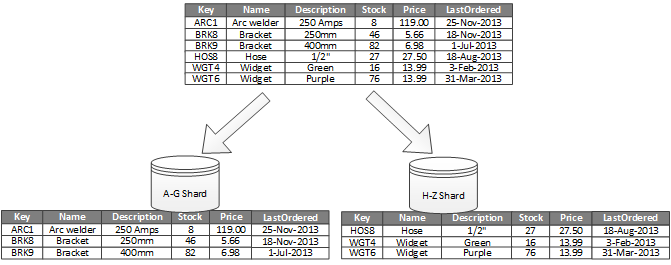 Key Name Description Stock Price LastOrdered
ARC1 Arc welder 250 Amps 8 119.00 25-Nov-2013
BRK8 Bracket 250mm 46 5.66 18-Nov-2013
BRK9 Bracket 400mm 82 6.98 1-Jul-2013
HOS8 Hose 1/2" 27 27.50 18-Aug-2013
WGT4 Widget Green 16 13.99 3-Feb-2013
WGT6 Widget Purple 76 13.99 31-Mar-2013
A-G Shard
H-Z Shard
Key Name Description Stock Price LastOrdered
ARC1 Arc welder 250 Amps 8 119.00 25-Nov-2013
BRK8 Bracket 250mm 46 5.66 18-Nov-2013
BRK9 Bracket 400mm 82 6.98 1-Jul-2013
Key Name Description Stock Price LastOrdered
HOS8 Hose 1/2" 27 27.50 18-Aug-2013
WGT4 Widget Green 16 13.99 3-Feb-2013
WGT6 Widget Purple 76 13.99 31-Mar-2013